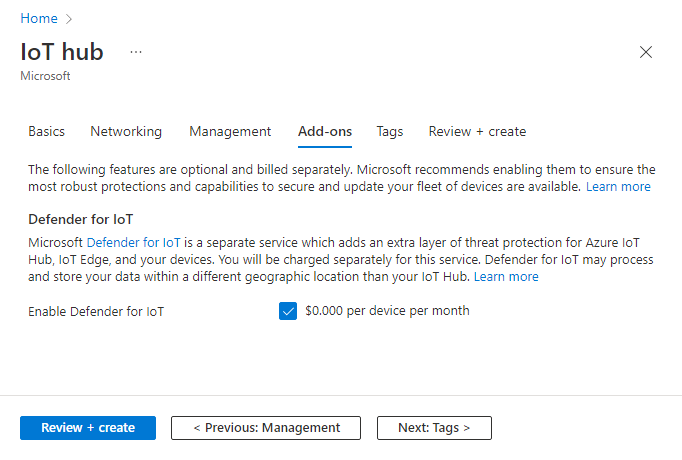 Home >
IoT hub ...
Microsoft
Basics Networking Management Add-ons Tags Review + create
The following features are optional and billed separately. Microsoft recommends enabling them to ensure the
most robust protections and capabilities to secure and update your fleet of devices are available. Learn more
Defender for IoT
Microsoft Defender for IoT is a separate service which adds an extra layer of threat protection for Azure IoT
Hub, IoT Edge, and your devices. You will be charged separately for this service. Defender for IoT may process
and store your data within a different geographic location than your IoT Hub. Learn more
Enable Defender for IoT $0.000 per device per month
Review + create < Previous: Management Next: Tags >